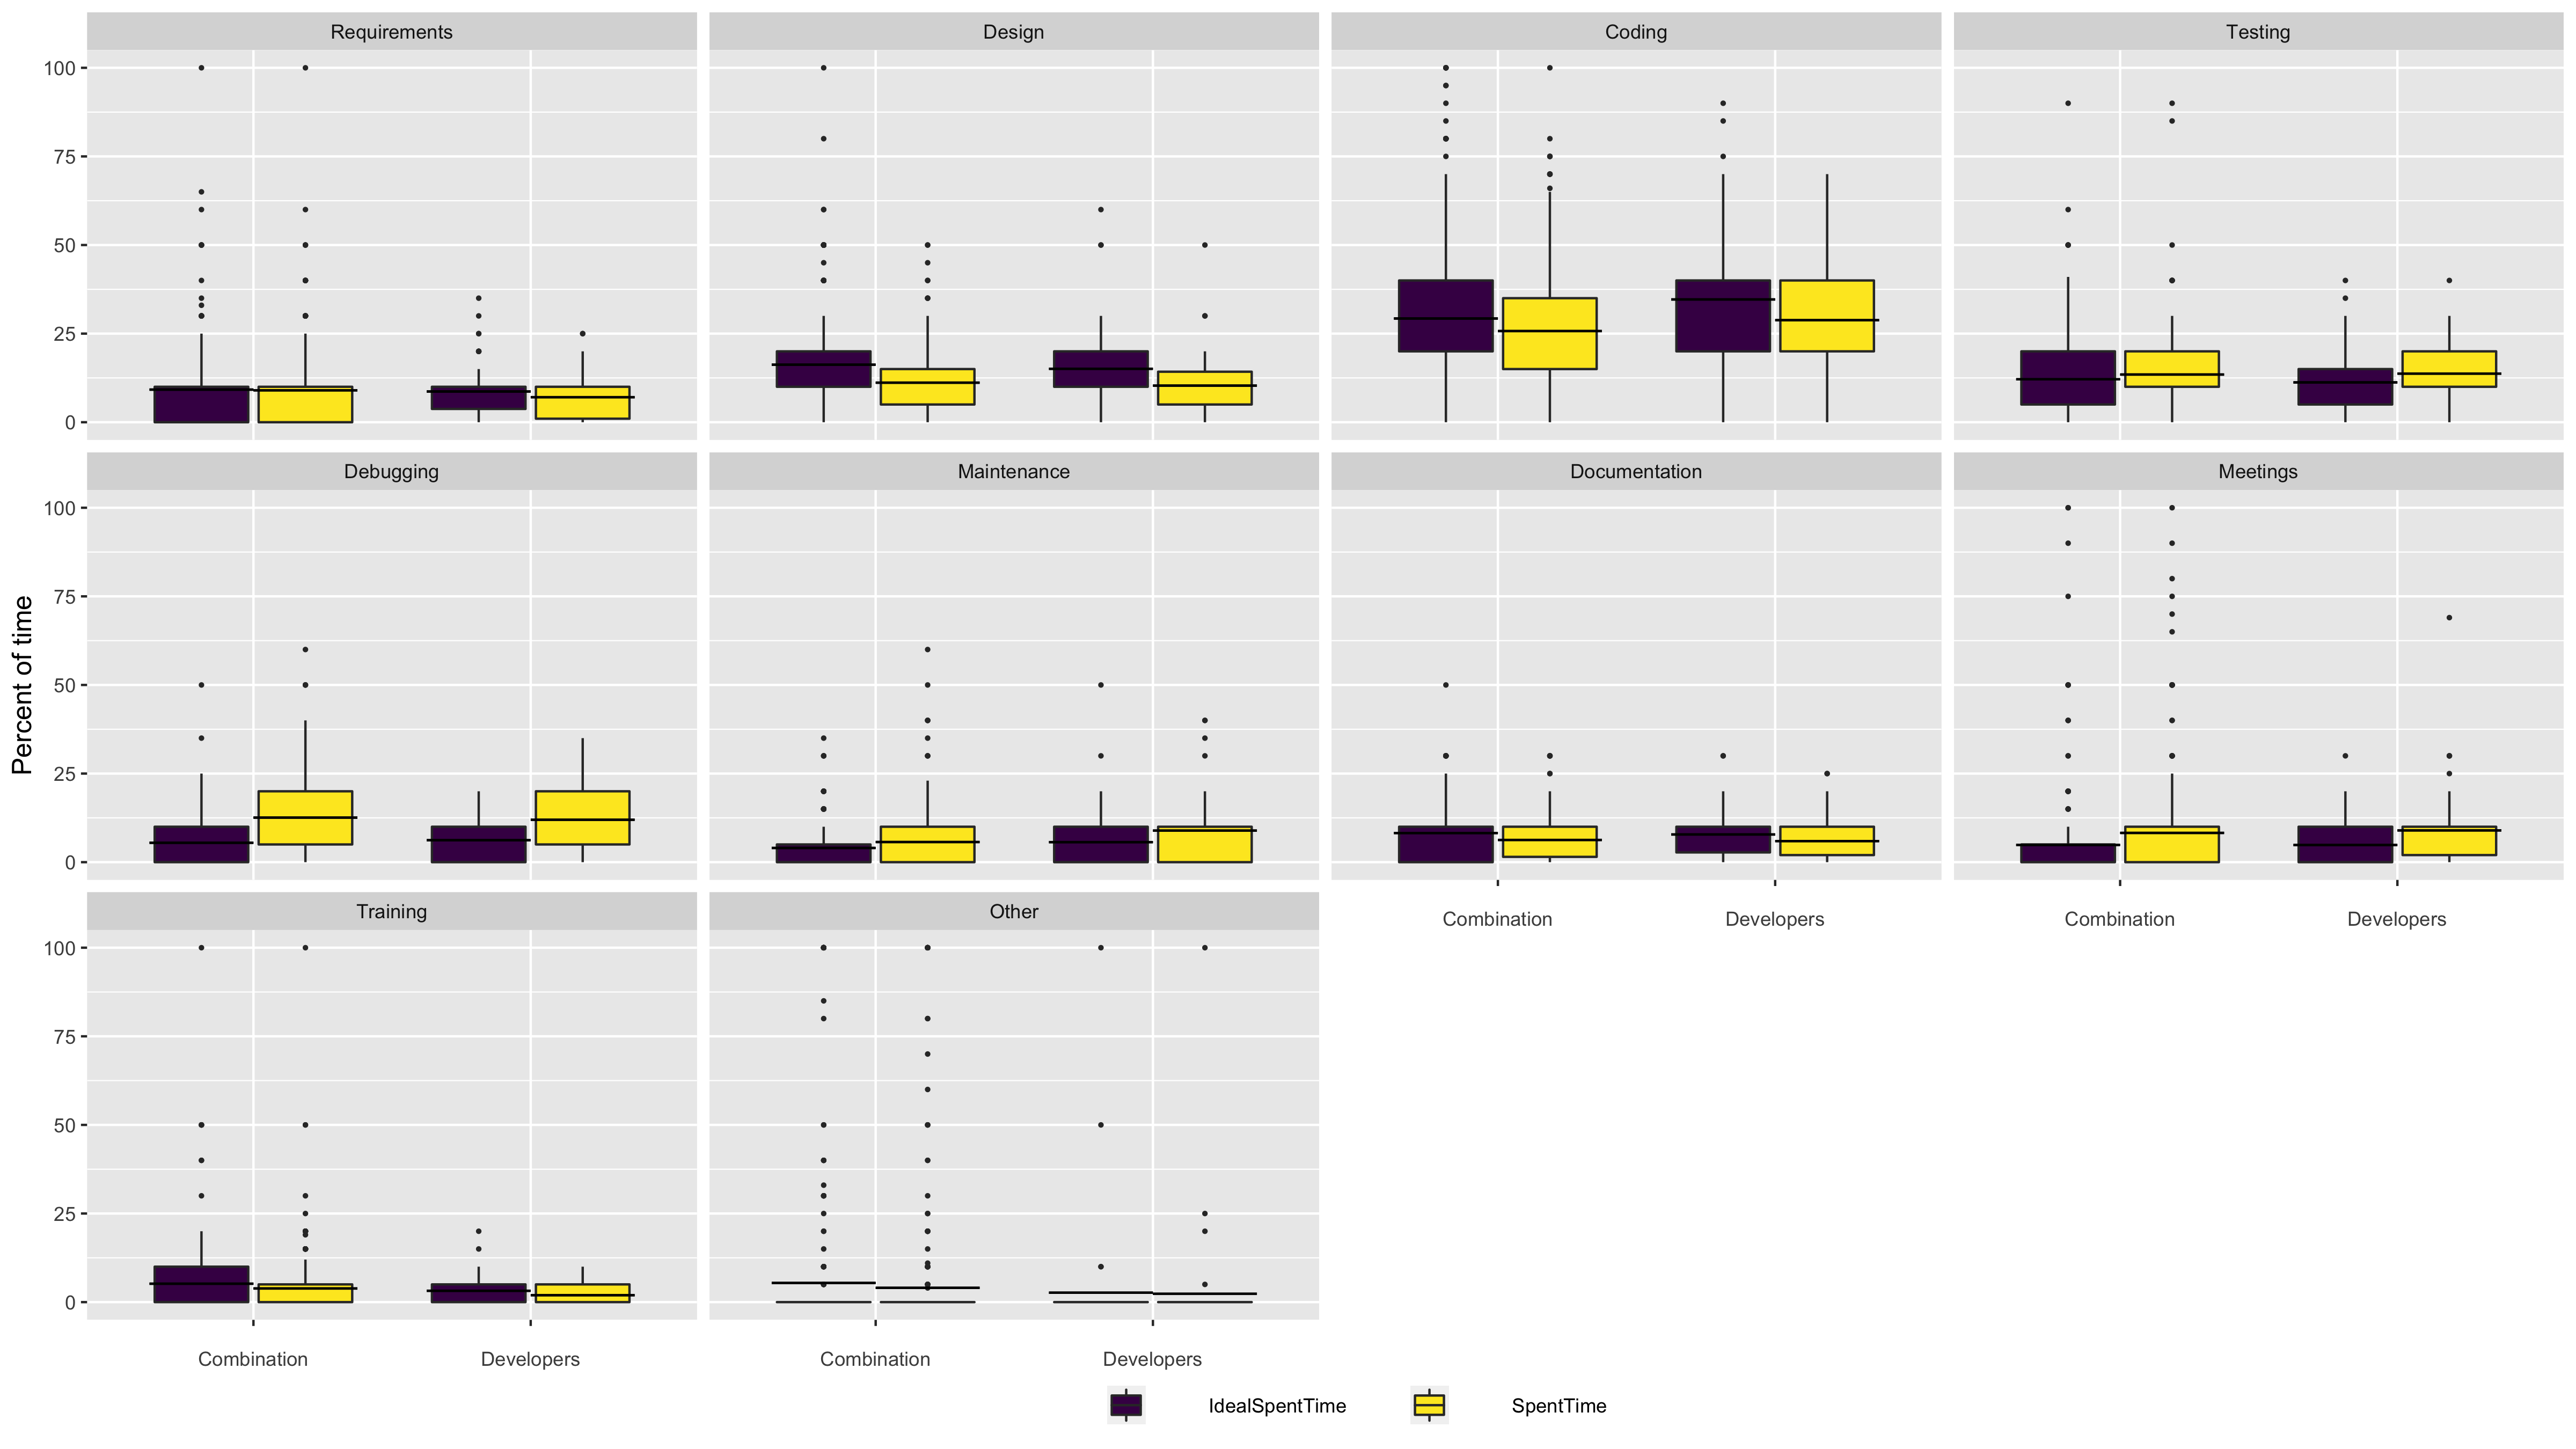 Requirements Design Coding Testing
100
75
50
25
0
Debugging Maintenance Documentation Meetings
Percent of time
100
75
50
25
0
Training Other
Combination Developers Combination Developers
100
75
50
25
0
Combination Developers Combination Developers
IdealSpentTime SpentTime